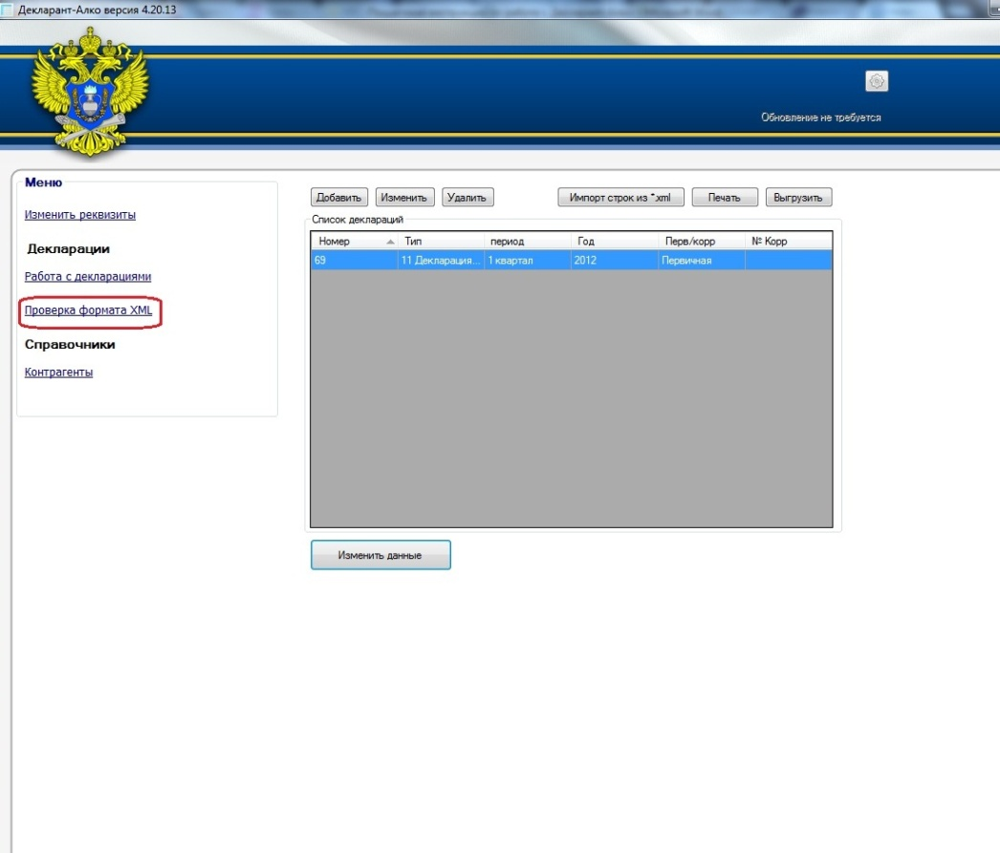 Декларант-Алко версия 4.20.13
Обновление не требуется
Меню
Изменить реквизиты
Декларации
Работа с декларациями
Проверка формата XML
Справочники
Контрагенты
Добавить Изменить Удалить Импорт строк из *.xml Печать Выгрузить
Список деклараций
Номер Тип период Год Перв/корр № Корр
69 11 Декларация... 1 квартал 2012 Первичная
Изменить данные